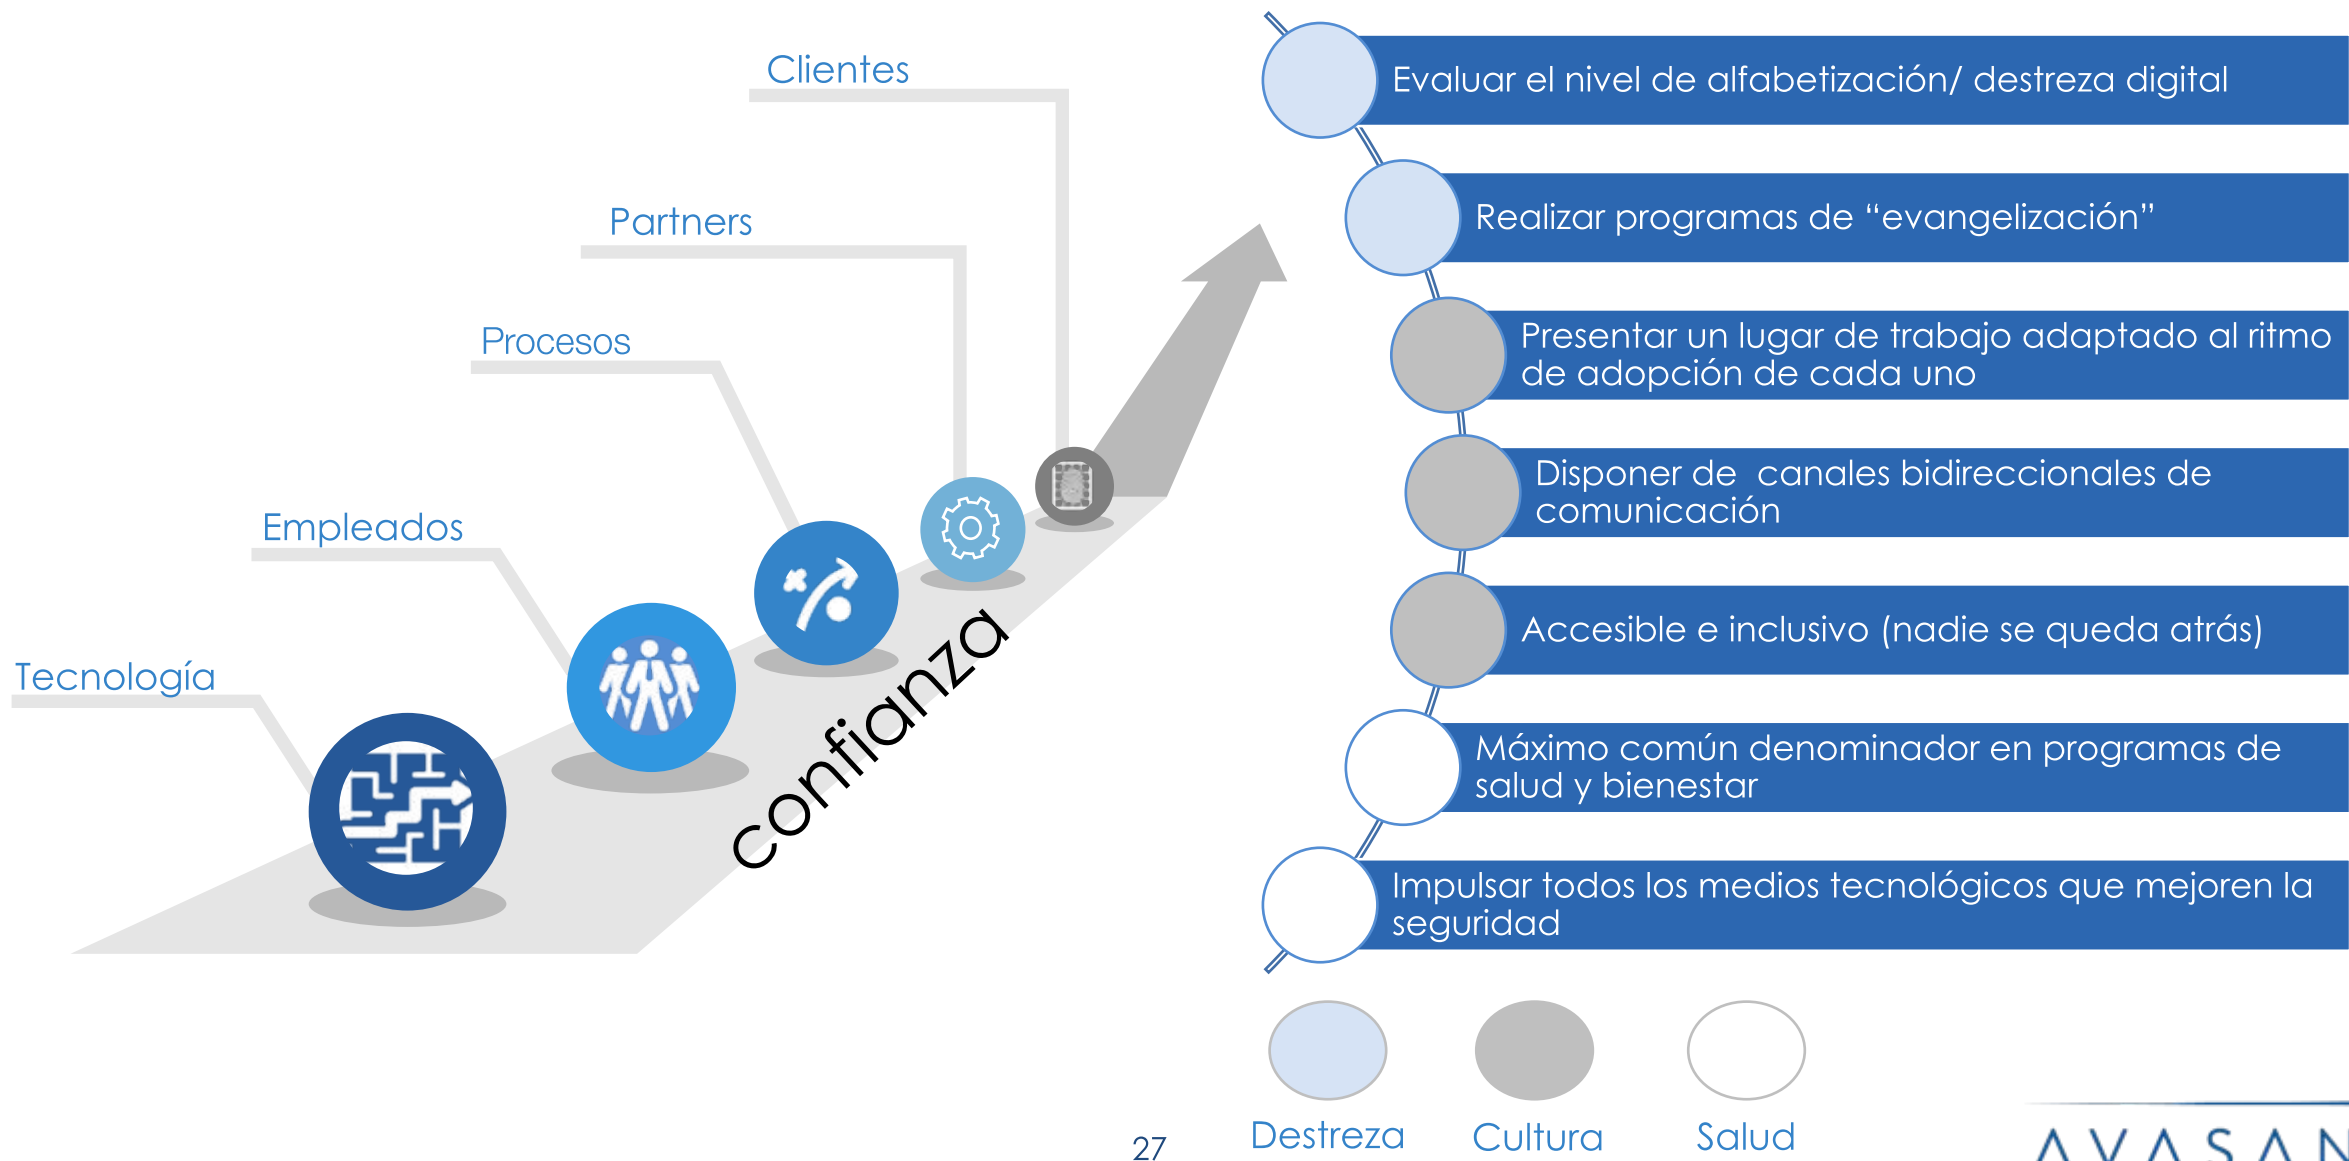 Clientes
Partners
Procesos
Empleados
Tecnología
confianza
Evaluar el nivel de alfabetización/ destreza digital
Realizar programas de “evangelización”
Presentar un lugar de trabajo adaptado al ritmo
de adopción de cada uno
Disponer de  canales bidireccionales de
comunicación
Accesible e inclusivo (nadie se queda atrás)
Máximo común denominador en programas de
salud y bienestar
Impulsar todos los medios tecnológicos que mejoren la
seguridad
Destreza
Cultura
Salud
27
AVASAN